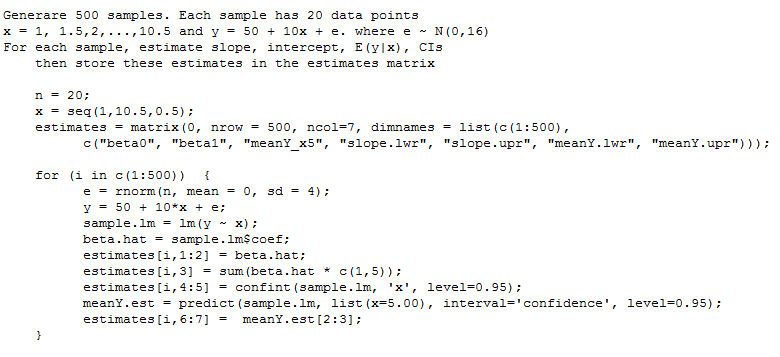 Generare 500 samples. Each sample has 20 data points
x = 1, 1.5,2,...,10.5 and y = 50 + 10x + e. where e ~ N(0,16)
For each sample, estimate slope, intercept, E(y|x), CIs
then store these estimates in the estimates matrix
n = 20;
x = seq(1,10.5,0.5);
estimates = matrix(0, nrow = 500, ncol=7, dimnames = list(c(1:500),
c("beta0", "beta1", "meanY_x5", "slope.lwr", "slope.upr", "meanY.lwr", "meanY.upr")));
for (i in c(1:500)) {
e = rnorm(n, mean = 0, sd = 4);
y = 50 + 10*x + e;
sample.lm = lm(y ~ x);
beta.hat = sample.lm$coef;
estimates[i,1:2] = beta.hat;
estimates[i,3] = sum(beta.hat * c(1,5));
estimates[i,4:5] = confint(sample.lm, 'x', level=0.95);
meanY.est = predict(sample.lm, list(x=5.00), interval='confidence', level=0.95);
estimates[i,6:7] = meanY.est[2:3];
}